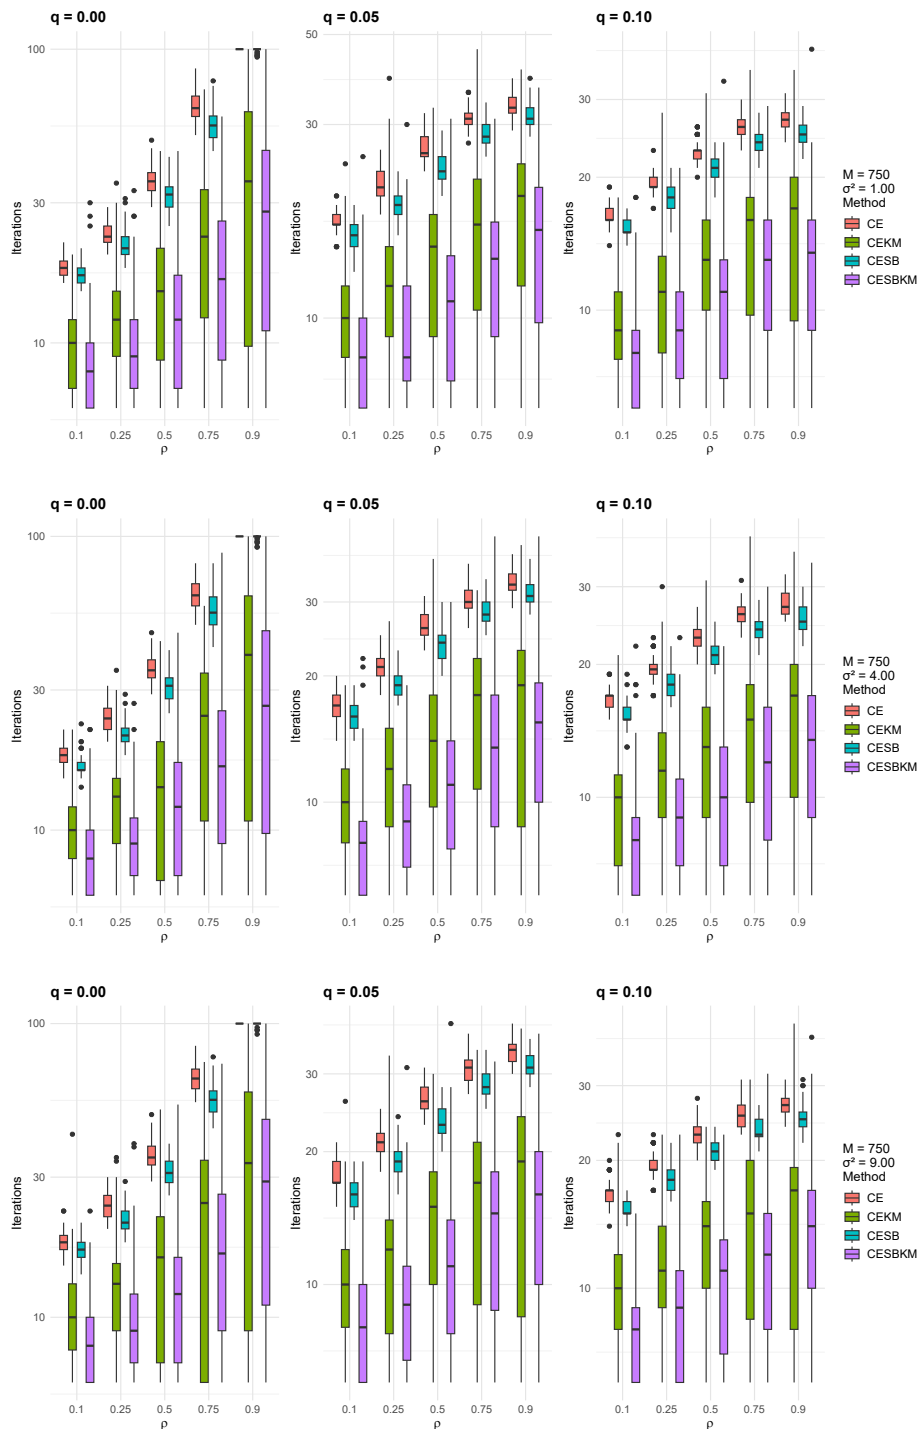 q = 0.00
q = 0.05
q = 0.10
Iterations
100
30
10
0.1 0.25 0.5 0.75 0.9
ρ
Iterations
50
30
10
0.1 0.25 0.5 0.75 0.9
ρ
Iterations
30
20
10
0.1 0.25 0.5 0.75 0.9
ρ
M = 750
σ² = 1.00
Method
CE
CEKM
CESB
CESBKM
q = 0.00
q = 0.05
q = 0.10
Iterations
100
30
10
0.1 0.25 0.5 0.75 0.9
ρ
Iterations
30
20
10
0.1 0.25 0.5 0.75 0.9
ρ
Iterations
30
20
10
0.1 0.25 0.5 0.75 0.9
ρ
M = 750
σ² = 4.00
Method
CE
CEKM
CESB
CESBKM
q = 0.00
q = 0.05
q = 0.10
Iterations
100
30
10
0.1 0.25 0.5 0.75 0.9
ρ
Iterations
30
20
10
0.1 0.25 0.5 0.75 0.9
ρ
Iterations
30
20
10
0.1 0.25 0.5 0.75 0.9
ρ
M = 750
σ² = 9.00
Method
CE
CEKM
CESB
CESBKM